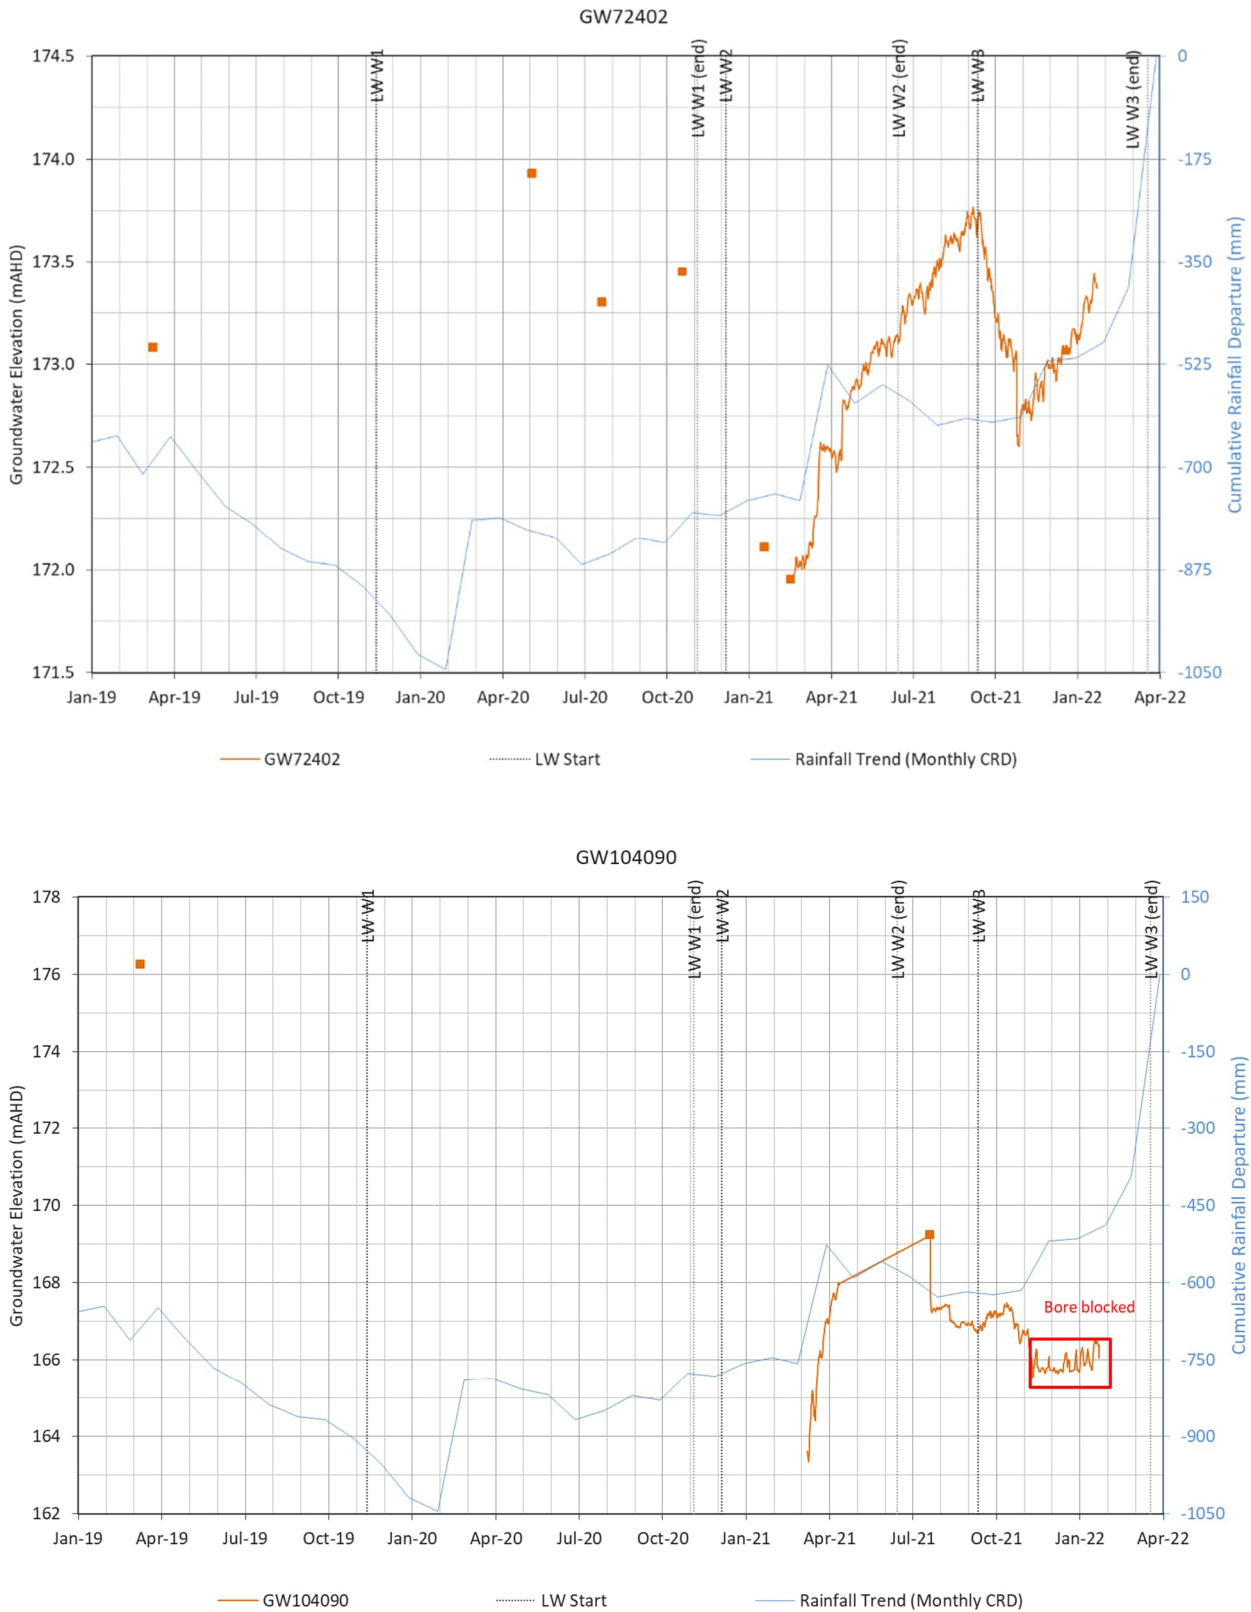 GW72402
174.5
174.0
173.5
173.0
172.5
172.0
171.5
Groundwater Elevation (mAHD)
LW W1
LW W1 (end)
LW W2
LW W2 (end)
LW W3
LW W3 (end)
0
-175
-350
-525
-700
-875
-1050
Cumulative Rainfall Departure (mm)
Jan-19 Apr-19 Jul-19 Oct-19 Jan-20 Apr-20 Jul-20 Oct-20 Jan-21 Apr-21 Jul-21 Oct-21 Jan-22 Apr-22
GW72402 LW Start Rainfall Trend (Monthly CRD)
GW104090
178
176
174
172
170
168
166
164
162
Groundwater Elevation (mAHD)
LW W1
LW W1 (end)
LW W2
LW W2 (end)
LW W3
LW W3 (end)
Bore blocked
150
0
-150
-300
-450
-600
-750
-900
-1050
Cumulative Rainfall Departure (mm)
Jan-19 Apr-19 Jul-19 Oct-19 Jan-20 Apr-20 Jul-20 Oct-20 Jan-21 Apr-21 Jul-21 Oct-21 Jan-22 Apr-22
GW104090 LW Start Rainfall Trend (Monthly CRD)